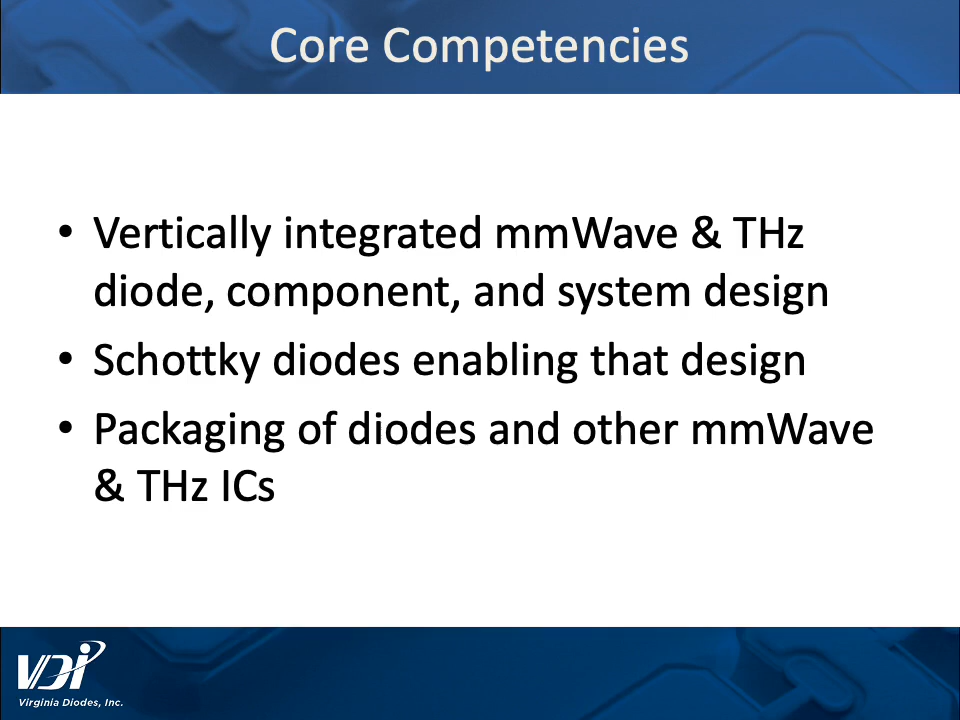 Core Competencies
• Vertically integrated mmWave & THz
diode, component, and system design
• Schottky diodes enabling that design
• Packaging of diodes and other mmWave
& THz ICs
VDi
Virginia Diodes, Inc.